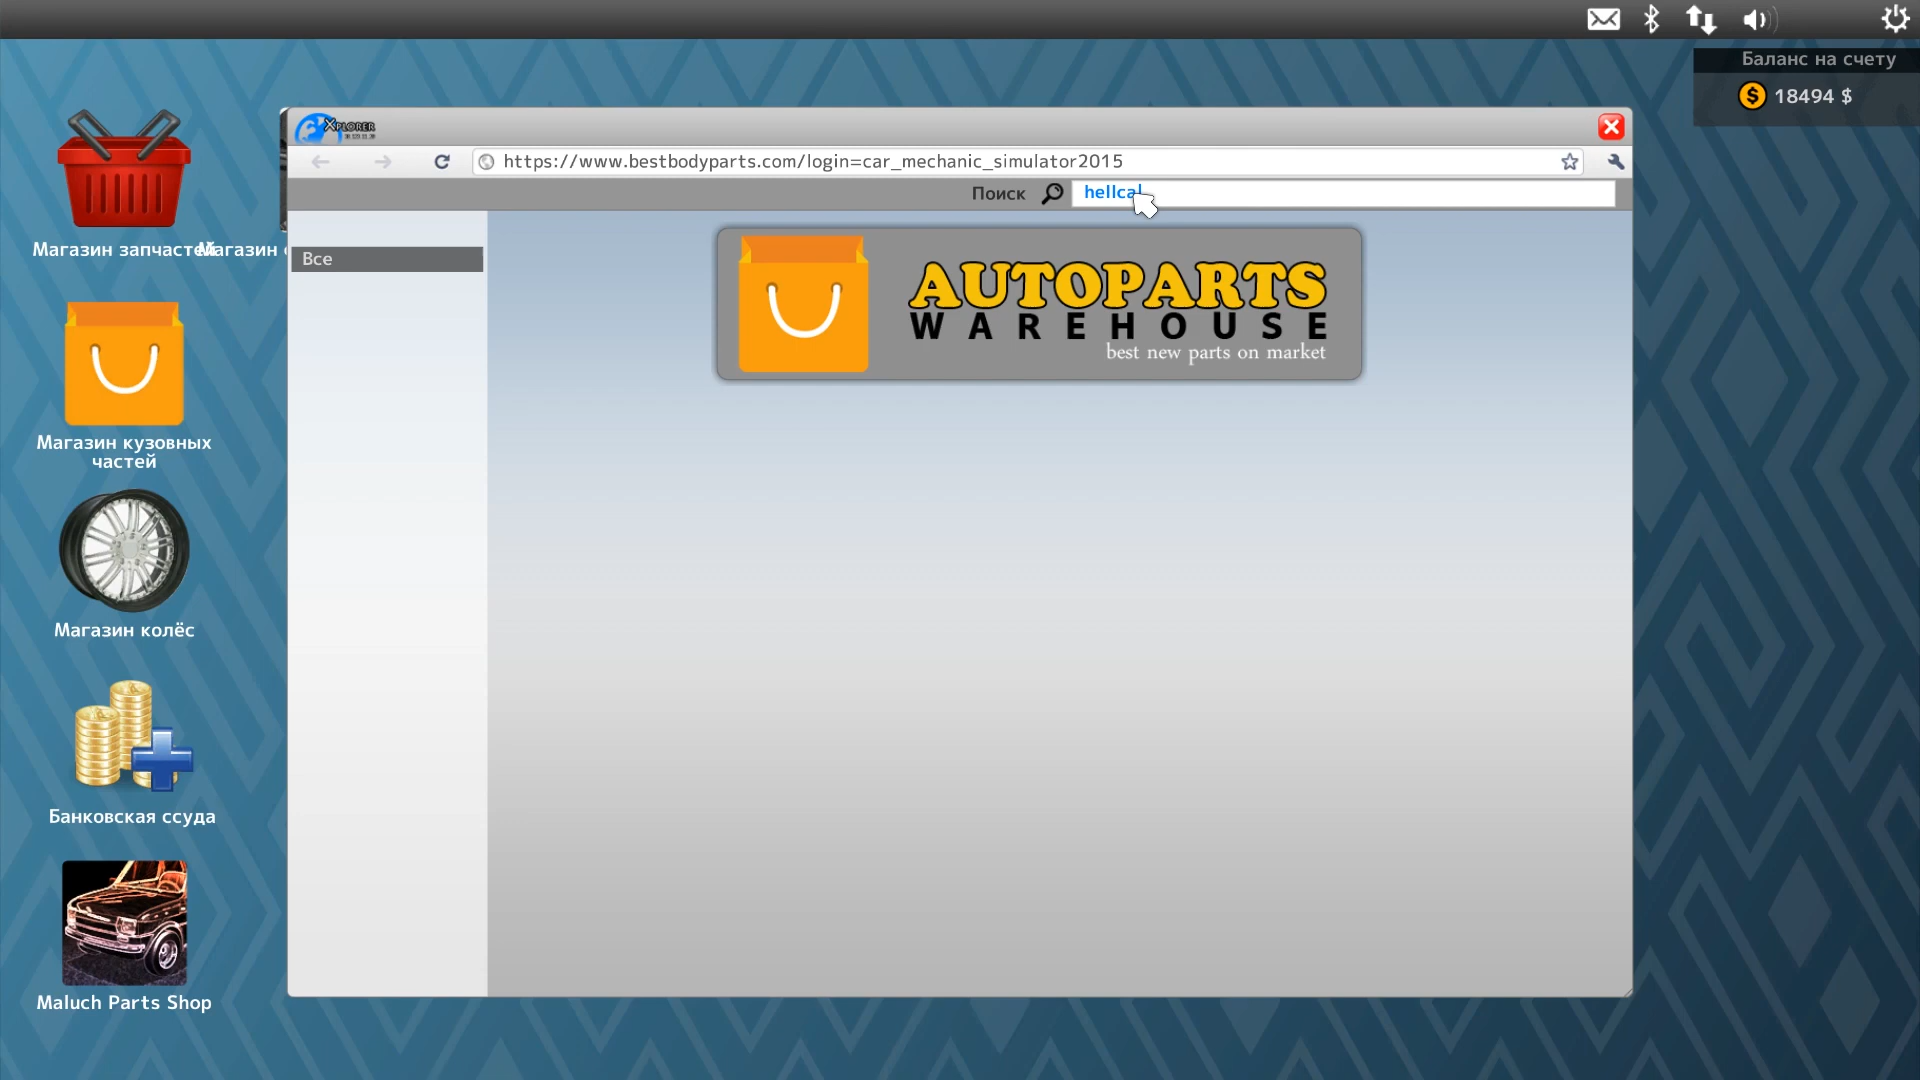 Баланс на счету
18494 $
XPLORER
https://www.bestbodyparts.com/login=car_mechanic_simulator2015
Поиск
Магазин запчастей
Магазин
Все
AUTOPARTS
WAREHOUSE
best new parts on market
Магазин кузовных
частей
Магазин колёс
Банковская ссуда
Maluch Parts Shop